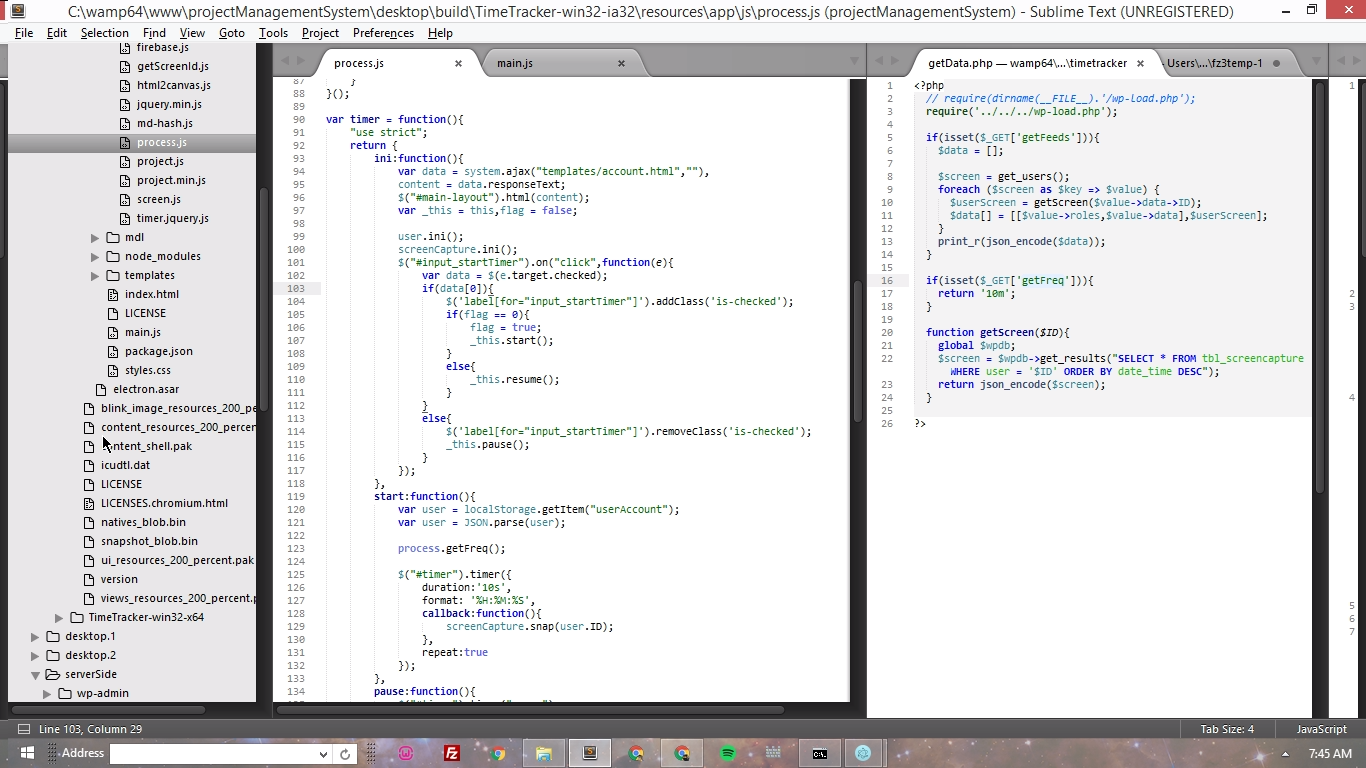 C:\wamp64\www\projectManagementSystem\desktop\build\TimeTracker-win32-ia32\resources\app\js\process.js (projectManagementSystem) - Sublime Text (UNREGISTERED)
File Edit Selection Find View Goto Tools Project Preferences Help
firebase.js
getScreenId.js
html2canvas.js
jquery.min.js
md-hash.js
process.js
project.js
project.min.js
screen.js
timer.jquery.js
mdl
node_modules
templates
index.html
LICENSE
main.js
package.json
styles.css
electron.asar
blink_image_resources_200_pe
content_resources_200_percen
content_shell.pak
icudtl.dat
LICENSE
LICENSES.chromium.html
natives_blob.bin
snapshot_blob.bin
ui_resources_200_percent.pak
version
views_resources_200_percent.p
TimeTracker-win32-x64
desktop.1
desktop.2
serverSide
wp-admin
process.js main.js
87 }
88 }();
89
90 var timer = function(){
91 "use strict";
92 return {
93 ini:function(){
94 var data = system.ajax("templates/account.html",""),
95 content = data.responseText;
96 $("#main-layout").html(content);
97 var _this = this,flag = false;
98
99 user.ini();
100 screenCapture.ini();
101 $("#input_startTimer").on("click",function(e){
102 var data = $(e.target.checked);
103 if(data[0]){
104 $('label[for="input_startTimer"]').addClass('is-checked');
105 if(flag == 0){
106 flag = true;
107 _this.start();
108 }
109 else{
110 _this.resume();
111 }
112 }
113 else{
114 $('label[for="input_startTimer"]').removeClass('is-checked');
115 _this.pause();
116 }
117 });
118 },
119 start:function(){
120 var user = localStorage.getItem("userAccount");
121 var user = JSON.parse(user);
122
123 process.getFreq();
124
125 $("#timer").timer({
126 duration:'10s',
127 format: '%H:%M:%S',
128 callback:function(){
129 screenCapture.snap(user.ID);
130 },
131 repeat:true
132 });
133 },
134 pause:function(){
getData.php — wamp64\...\timetracker - Users\...\fz3temp-1
1 <?php
2 // require(dirname(__FILE__).'/wp-load.php');
3 require('../../../wp-load.php');
4
5 if(isset($_GET['getFeeds'])){
6 $data = [];
7
8 $screen = get_users();
9 foreach ($screen as $key => $value) {
10 $userScreen = getScreen($value->data->ID);
11 $data[] = [[$value->roles,$value->data],$userScreen];
12 }
13 print_r(json_encode($data));
14 }
15
16 if(isset($_GET['getFreq'])){
17 return '10m';
18 }
19
20 function getScreen($ID){
21 global $wpdb;
22 $screen = $wpdb->get_results("SELECT * FROM tbl_screencapture
WHERE user = '$ID' ORDER BY date_time DESC");
23 return json_encode($screen);
24 }
25
26 ?>
1
2
3
4
5
6
7
Line 103, Column 29 Tab Size: 4 JavaScript
Address 7:45 AM